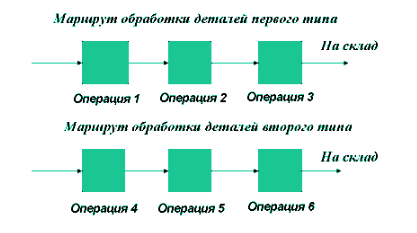 Маршрут обработки деталей первого типа
На склад
Операция 1 Операция 2 Операция 3
Маршрут обработки деталей второго типа
На склад
Операция 4 Операция 5 Операция 6